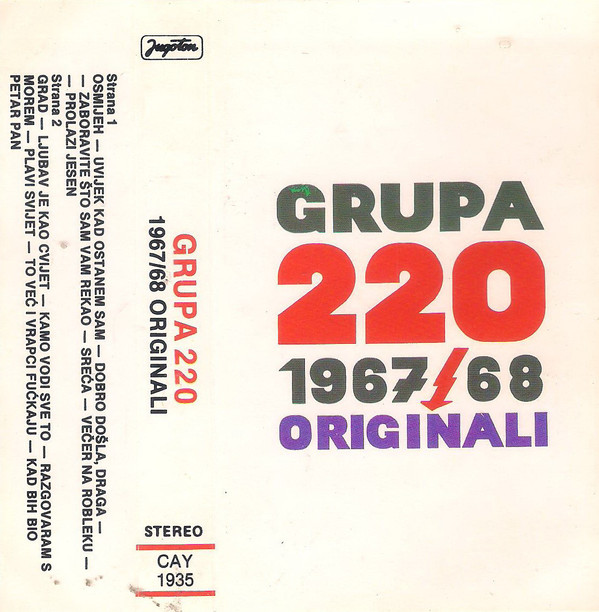 Strana 1
OSMIJEH — UVIJEK KAD OSTANEM SAM — DOBRO DOŠLA, DRAGA —
— ZABORAVITE ŠTO SAM VAM REKAO — SREĆA — VEČER NA ROBLEKU —
— PROLAZI JESEN
Strana 2
GRAD — LJUBAV JE KAO CVIJET — KAMO VODI SVE TO — RAZGOVARAM S
MOREM — PLAVI SVIJET — TO VEĆ I VRAPCI FUĆKAJU — KAD BIH BIO
PETAR PAN
Jugoton
GRUPA 220
1967/68 ORIGINALI
STEREO
CAY
1935
GRUPA
220
1967/68
ORIGINALI